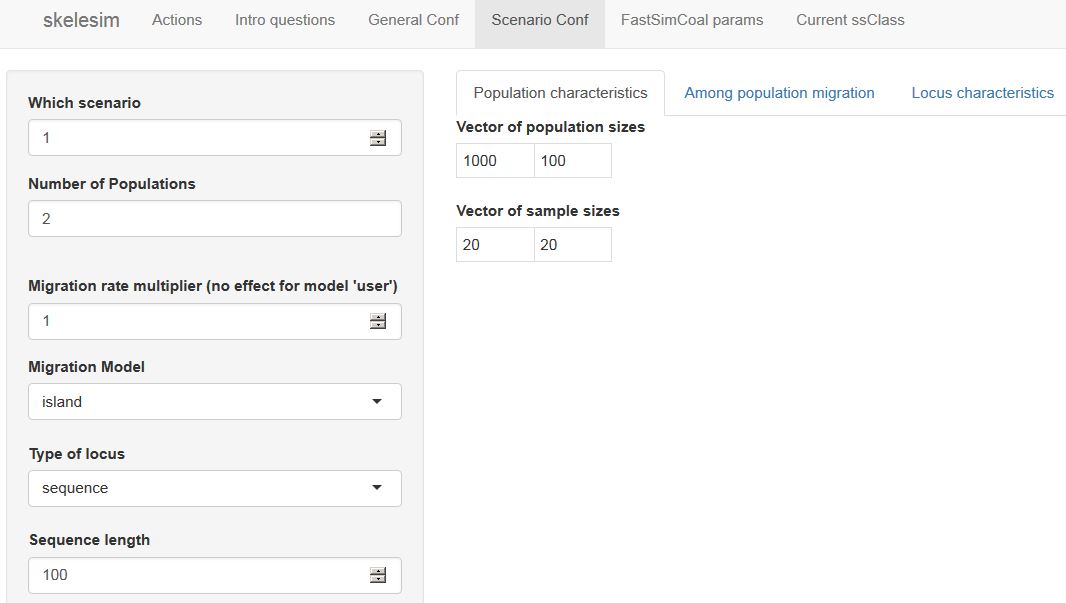 skelesim Actions Intro questions General Conf Scenario Conf FastSimCoal params Current ssClass
Which scenario
1
Number of Populations
2
Migration rate multiplier (no effect for model 'user')
1
Migration Model
island
Type of locus
sequence
Sequence length
100
Population characteristics Among population migration Locus characteristics
Vector of population sizes
1000 100
Vector of sample sizes
20 20